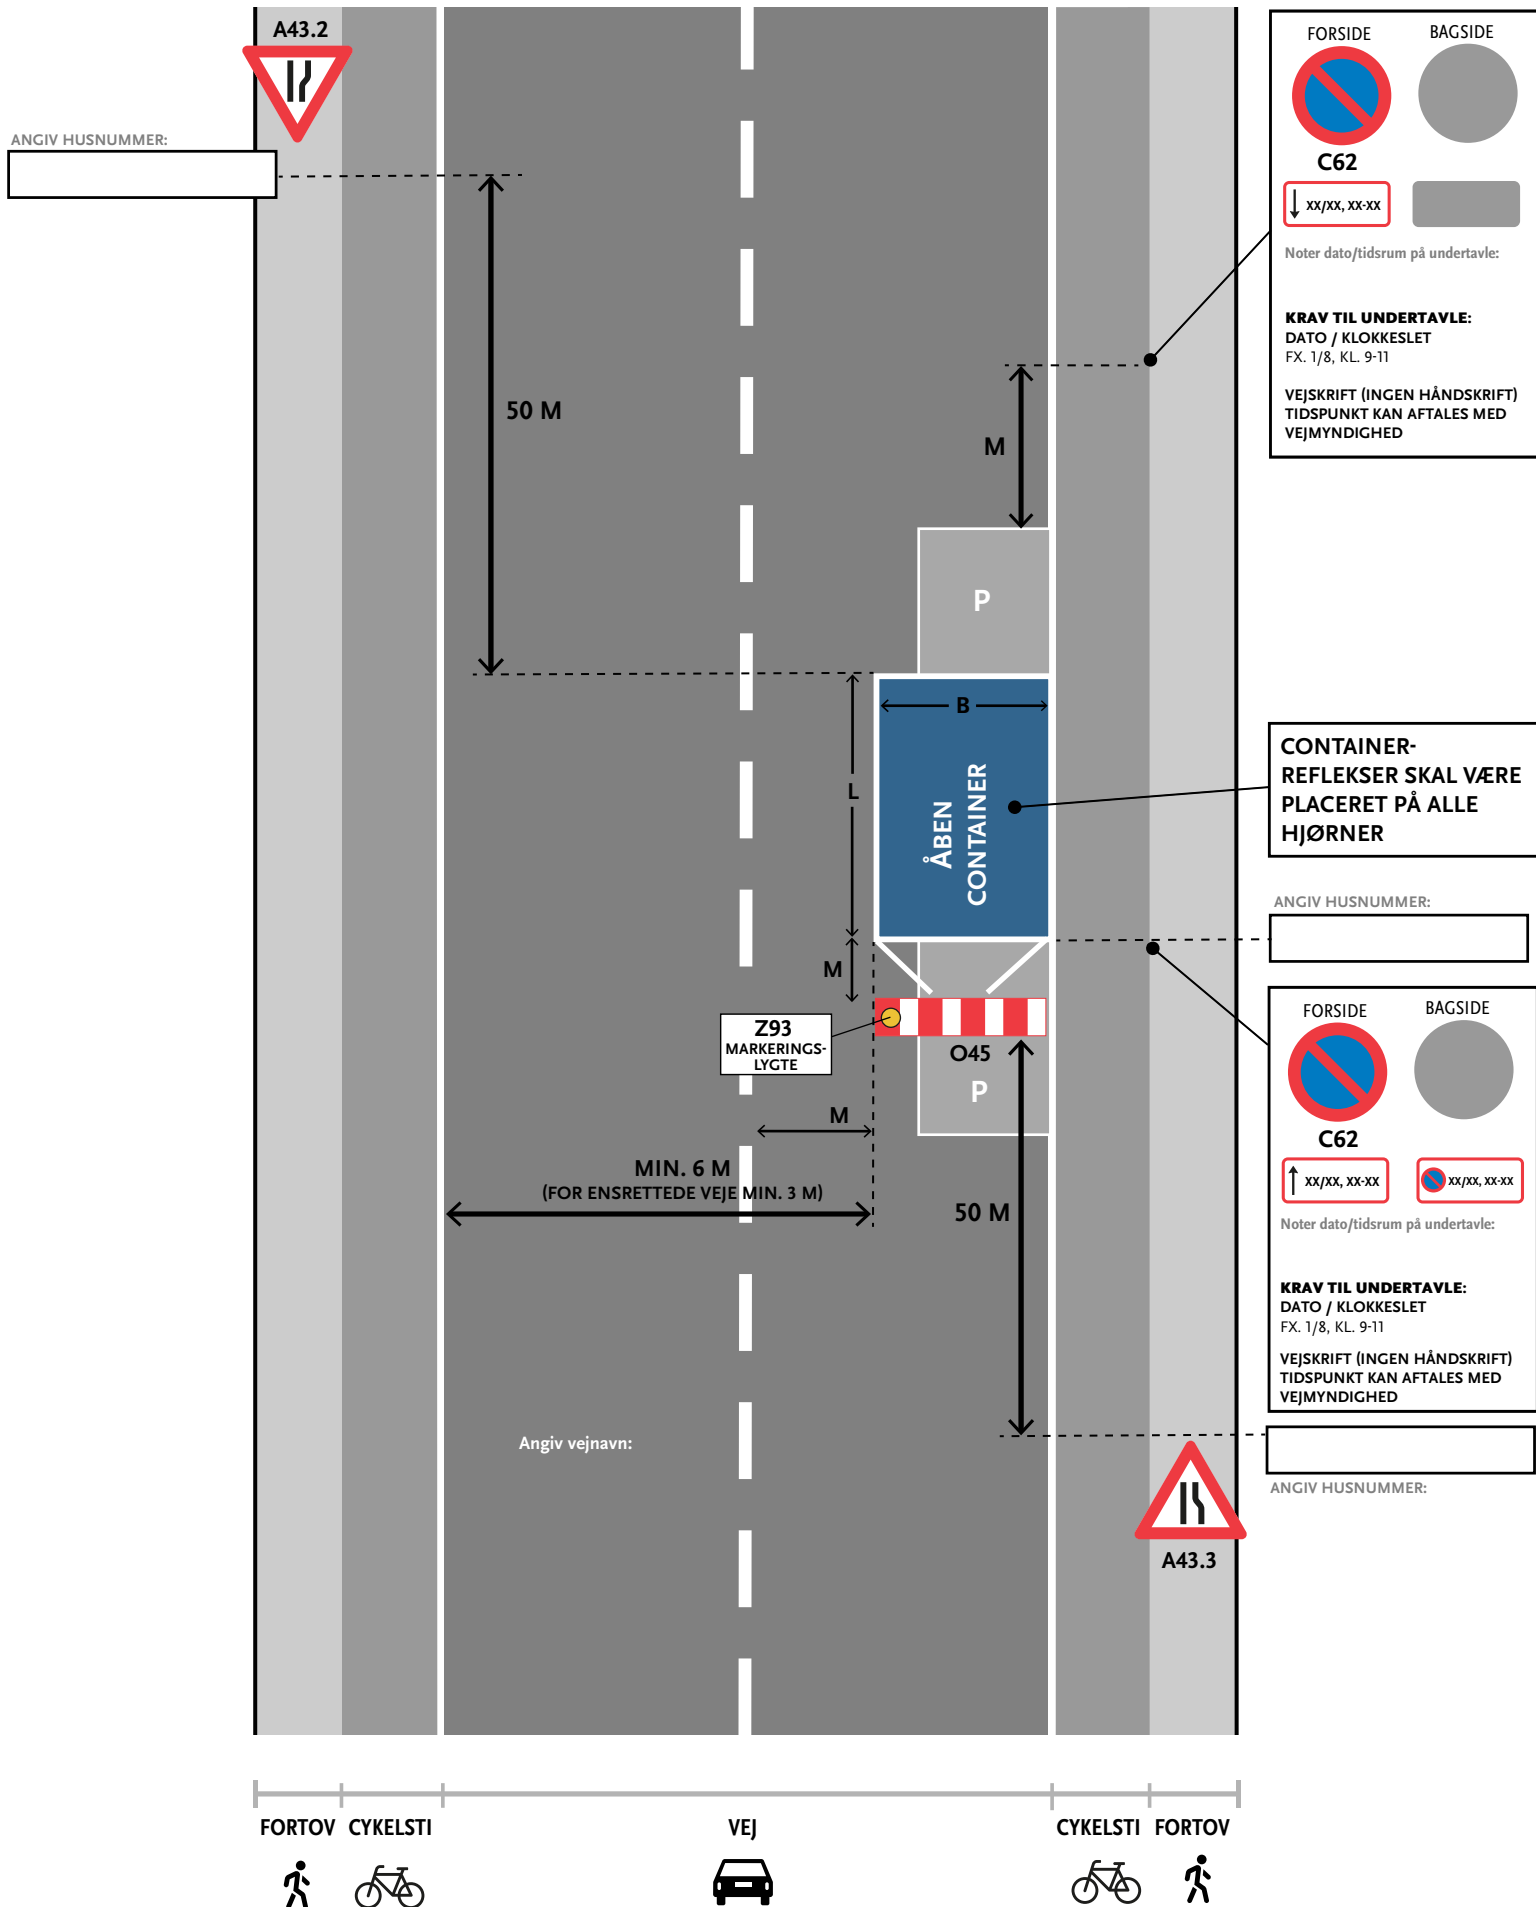 A43.2
ANGIV HUSNUMMER:
50 M
M
P
B
L
ÅBEN
CONTAINER
M
Z93
MARKERINGS-
LYGTE
O45
P
M
MIN. 6 M
(FOR ENSRETTEDE VEJE MIN. 3 M)
50 M
Angiv vejnavn:
A43.3
FORSIDE BAGSIDE
C62
xx/xx, xx-xx
Noter dato/tidsrum på undertavle:
KRAV TIL UNDERTAVLE:
DATO / KLOKKESLET
FX. 1/8, KL. 9-11
VEJSKRIFT (INGEN HÅNDSKRIFT)
TIDSPUNKT KAN AFTALES MED
VEJMYNDIGHED
CONTAINER-
REFLEKSER SKAL VÆRE
PLACERET PÅ ALLE
HJØRNER
ANGIV HUSNUMMER:
FORSIDE BAGSIDE
C62
xx/xx, xx-xx xx/xx, xx-xx
Noter dato/tidsrum på undertavle:
KRAV TIL UNDERTAVLE:
DATO / KLOKKESLET
FX. 1/8, KL. 9-11
VEJSKRIFT (INGEN HÅNDSKRIFT)
TIDSPUNKT KAN AFTALES MED
VEJMYNDIGHED
ANGIV HUSNUMMER:
FORTOV CYKELSTI VEJ CYKELSTI FORTOV